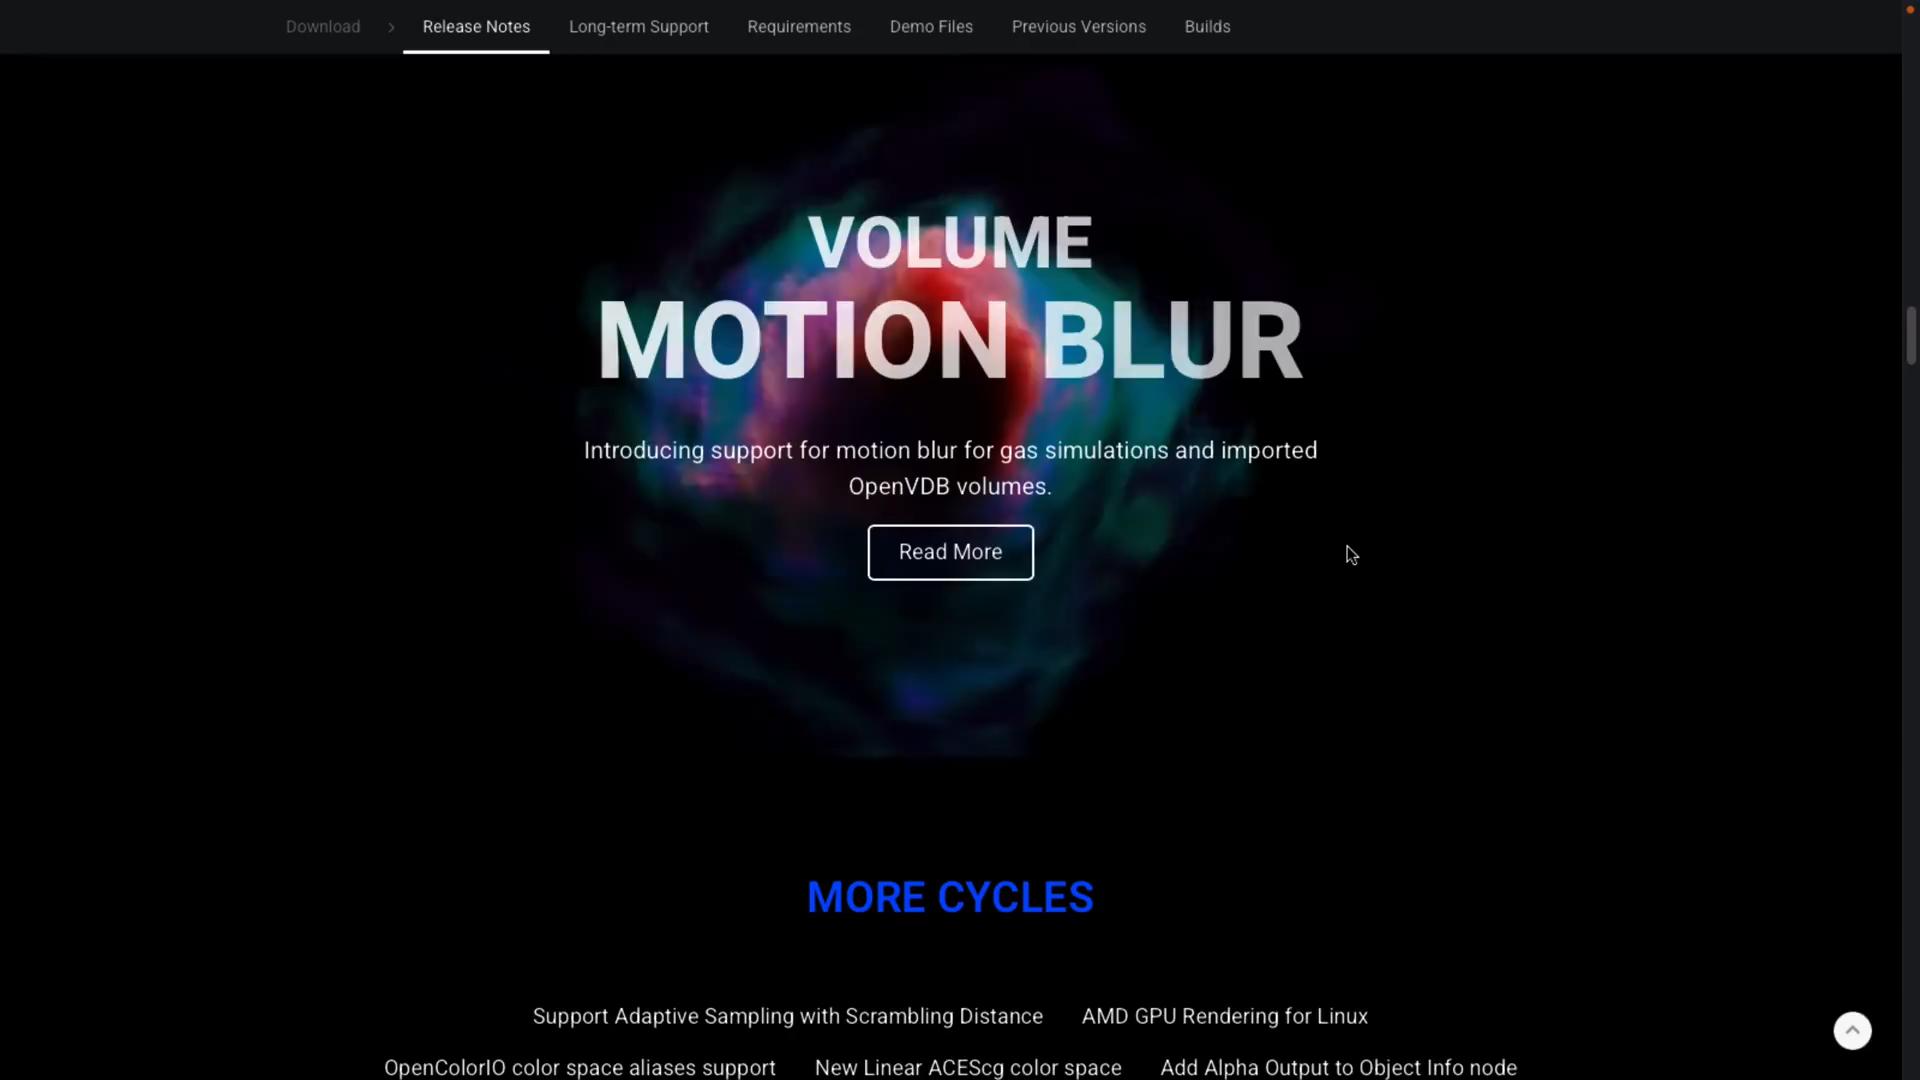 Download > Release Notes Long-term Support Requirements Demo Files Previous Versions Builds
VOLUME
MOTION BLUR
Introducing support for motion blur for gas simulations and imported
OpenVDB volumes.
Read More
MORE CYCLES
Support Adaptive Sampling with Scrambling Distance AMD GPU Rendering for Linux
OpenColorIO color space aliases support New Linear ACEScg color space Add Alpha Output to Object Info node